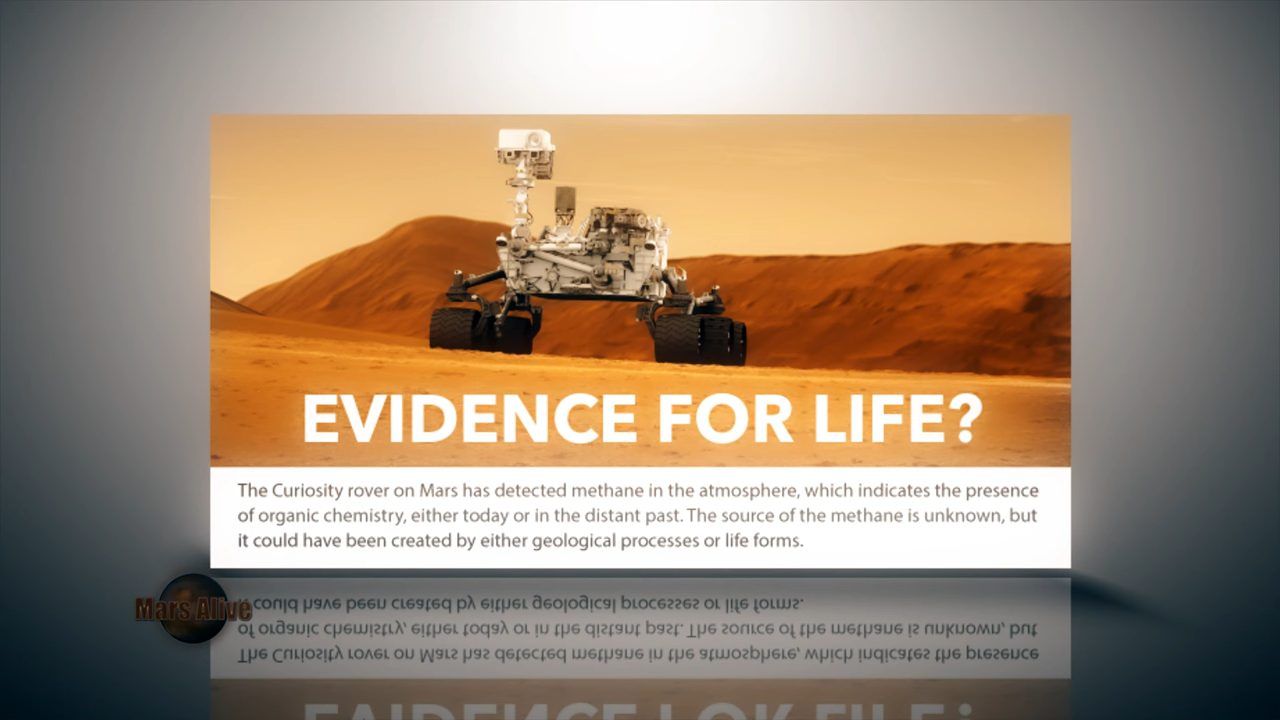 EVIDENCE FOR LIFE?
The Curiosity rover on Mars has detected methane in the atmosphere, which indicates the presence
of organic chemistry, either today or in the distant past. The source of the methane is unknown, but
it could have been created by either geological processes or life forms.
Mars Alive